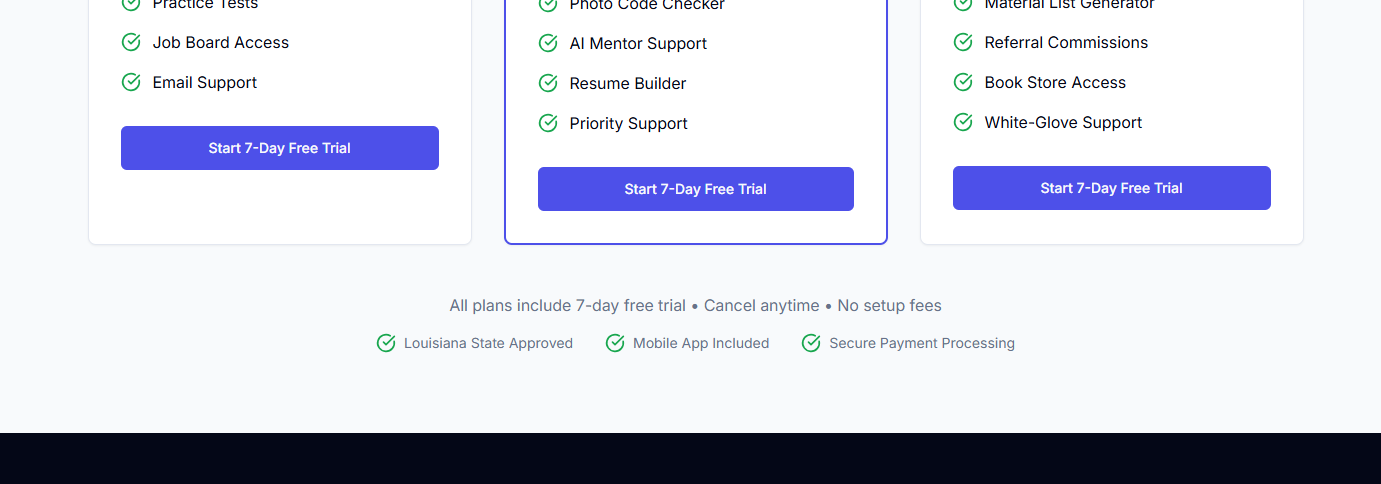 Practice Tests
Job Board Access
Email Support
Start 7-Day Free Trial
Photo Code Checker
AI Mentor Support
Resume Builder
Priority Support
Start 7-Day Free Trial
Material List Generator
Referral Commissions
Book Store Access
White-Glove Support
Start 7-Day Free Trial
All plans include 7-day free trial • Cancel anytime • No setup fees
Louisiana State Approved
Mobile App Included
Secure Payment Processing